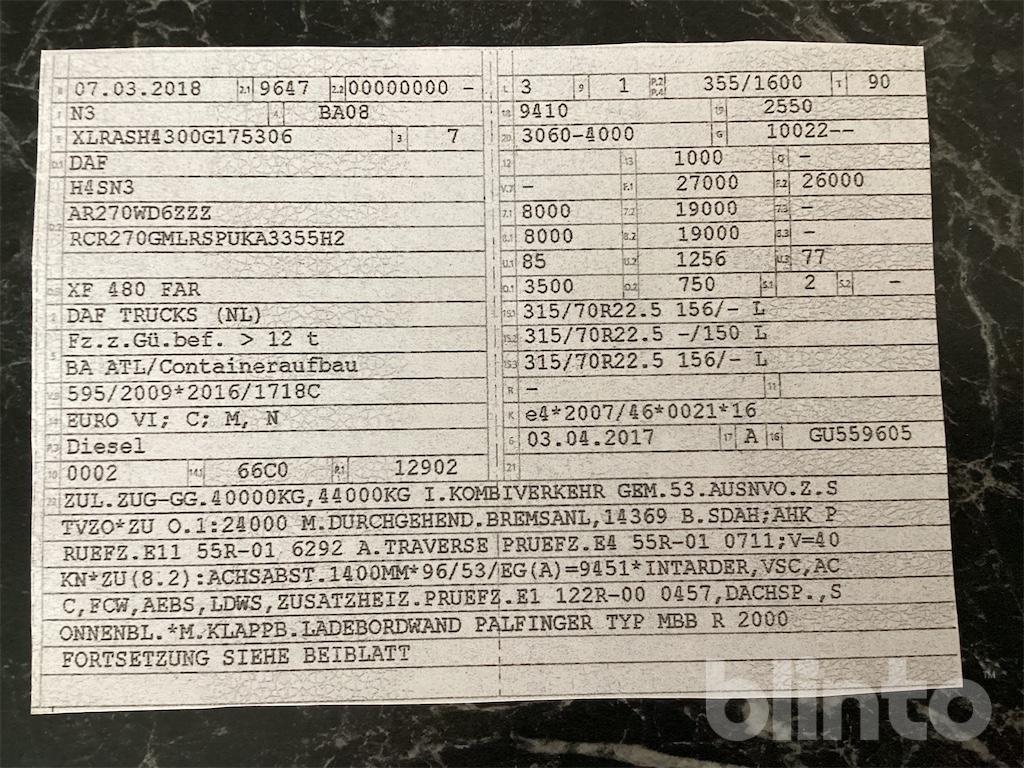 B 07.03.2018 2.1 9647 2.2 00000000 -
J N3 4 BA08
E XLRASH4300G175306 3 7
D.1 DAF
H4SN3
D.2 AR270WD6ZZZ
RCR270GMLRSPUKA3355H2
D.3 XF 480 FAR
2 DAF TRUCKS (NL)
5 Fz.z.Gü.bef. > 12 t
BA ATL/Containeraufbau
V.9 595/2009*2016/1718C
14 EURO VI; C; M, N
P.3 Diesel
10 0002 14.1 66C0 P.1 12902
L 3 9 1 P.2 P.4 355/1600 T 90
18 9410 19 2550
20 3060-4000 G 10022--
12 13 1000 Q -
V.7 - F.1 27000 F.2 26000
7.1 8000 7.2 19000 7.3 -
8.1 8000 8.2 19000 8.3 -
U.1 85 U.2 1256 U.3 77
O.1 3500 O.2 750 S.1 2 S.2 -
15.1 315/70R22.5 156/- L
15.2 315/70R22.5 -/150 L
15.3 315/70R22.5 156/- L
R - 11
K e4*2007/46*0021*16
6 03.04.2017 17 A 16 GU559605
21
22 ZUL.ZUG-GG.40000KG,44000KG I.KOMBIVERKEHR GEM.53.AUSNVO.Z.S
TVZO*ZU O.1:24000 M.DURCHGEHEND.BREMSANL,14369 B.SDAH;AHK P
RUEFZ.E11 55R-01 6292 A.TRAVERSE PRUEFZ.E4 55R-01 0711;V=40
KN*ZU(8.2):ACHSABST.1400MM*96/53/EG(A)=9451*INTARDER,VSC,AC
C,FCW,AEBS,LDWS,ZUSATZHEIZ.PRUEFZ.E1 122R-00 0457,DACHSP.,S
ONNENBL.*M.KLAPPB.LADEBORDWAND PALFINGER TYP MBB R 2000
FORTSETZUNG SIEHE BEIBLATT
blinto™